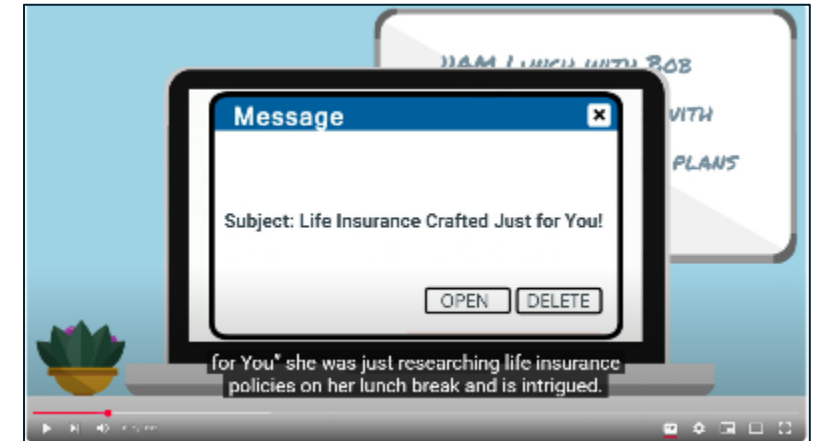 11AM LUNCH WITH BOB
WITH
PLANS
Message
Subject: Life Insurance Crafted Just for You!
OPEN DELETE
for You" she was just researching life insurance
policies on her lunch break and is intrigued.